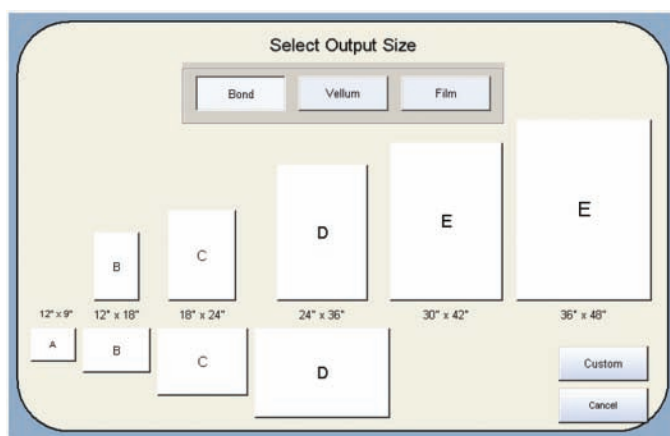 Select Output Size
Bond Vellum Film
B C D E E
12" x 9" 12" x 18" 18" x 24" 24" x 36" 30" x 42" 36" x 48"
A B C D
Custom
Cancel